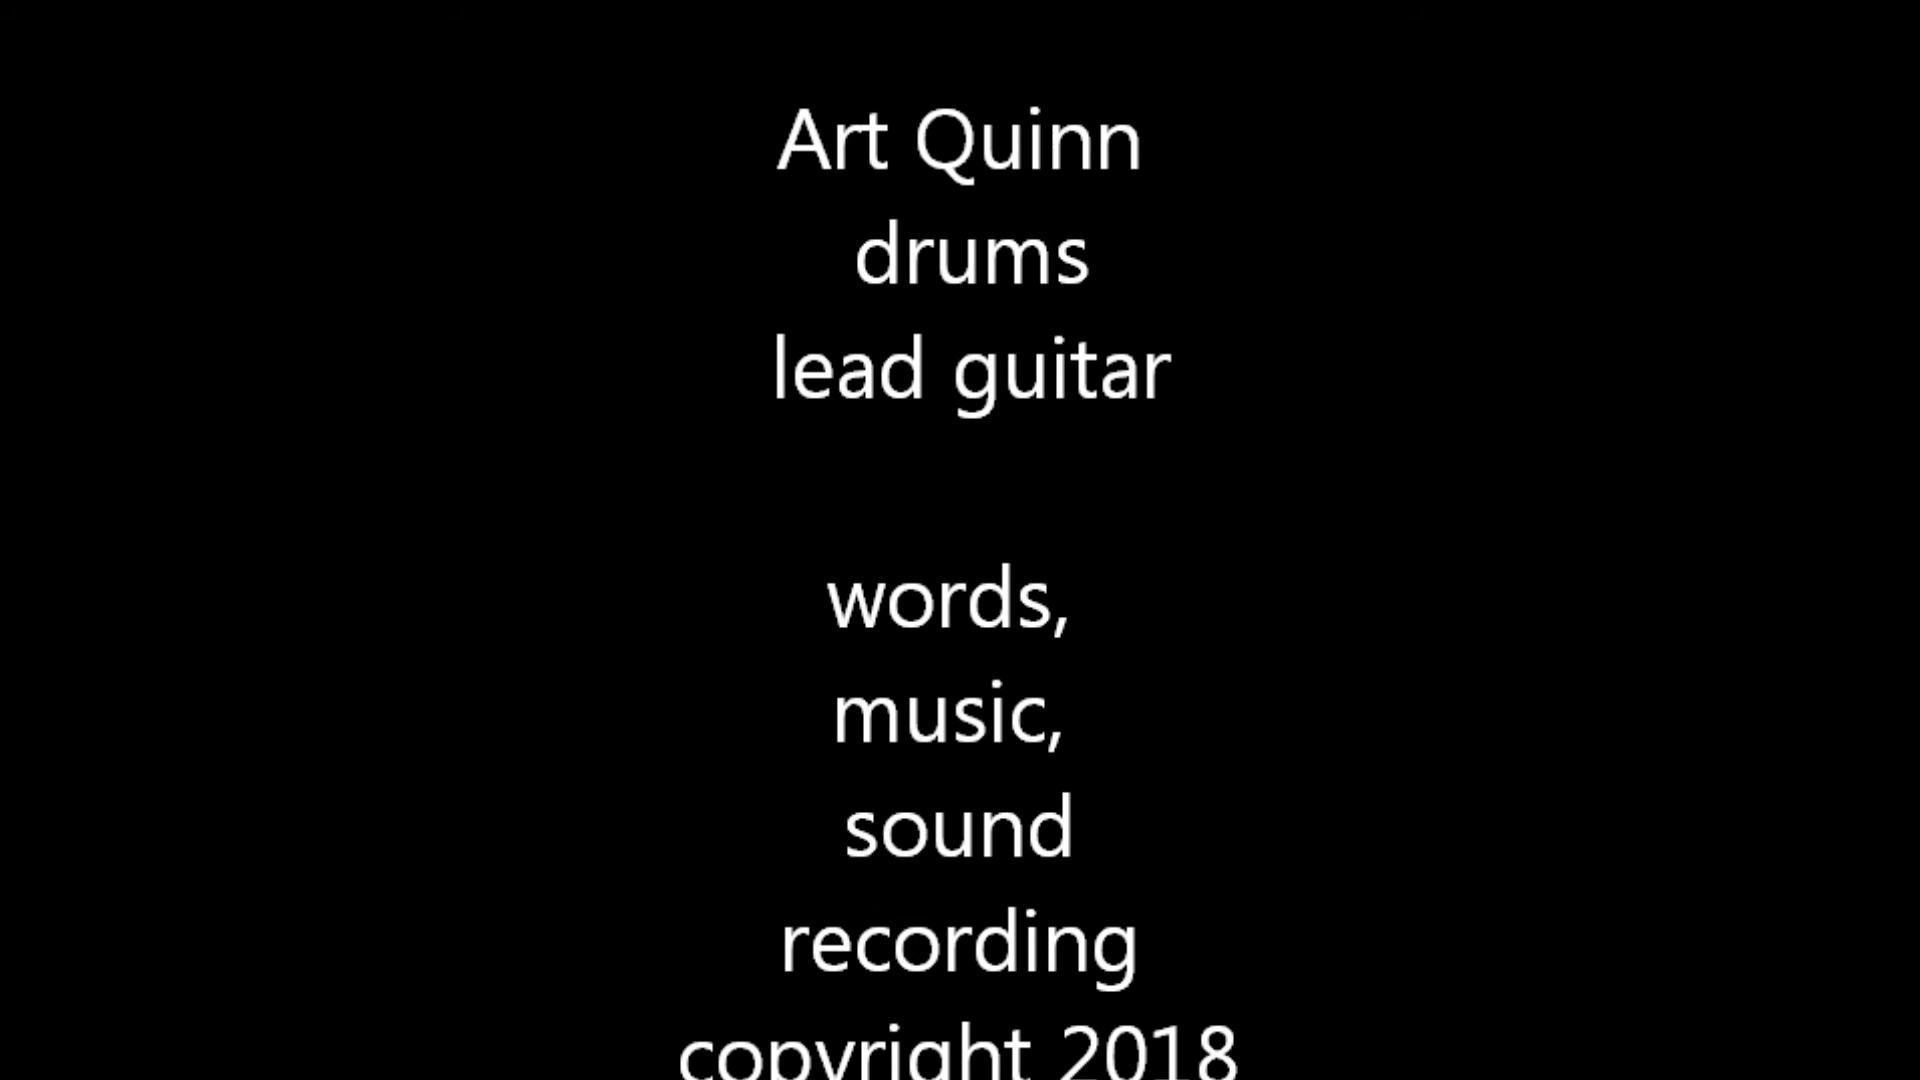 Art Quinn
drums
lead guitar
words,
music,
sound
recording
copyright 2018